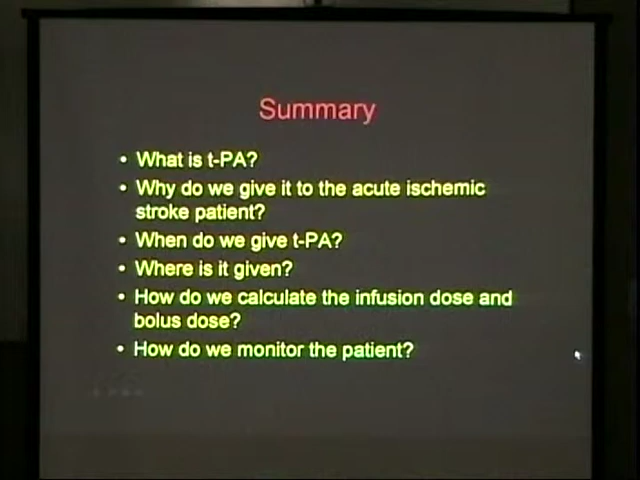 Summary
• What is t-PA?
• Why do we give it to the acute ischemic
stroke patient?
• When do we give t-PA?
• Where is it given?
• How do we calculate the infusion dose and
bolus dose?
• How do we monitor the patient?